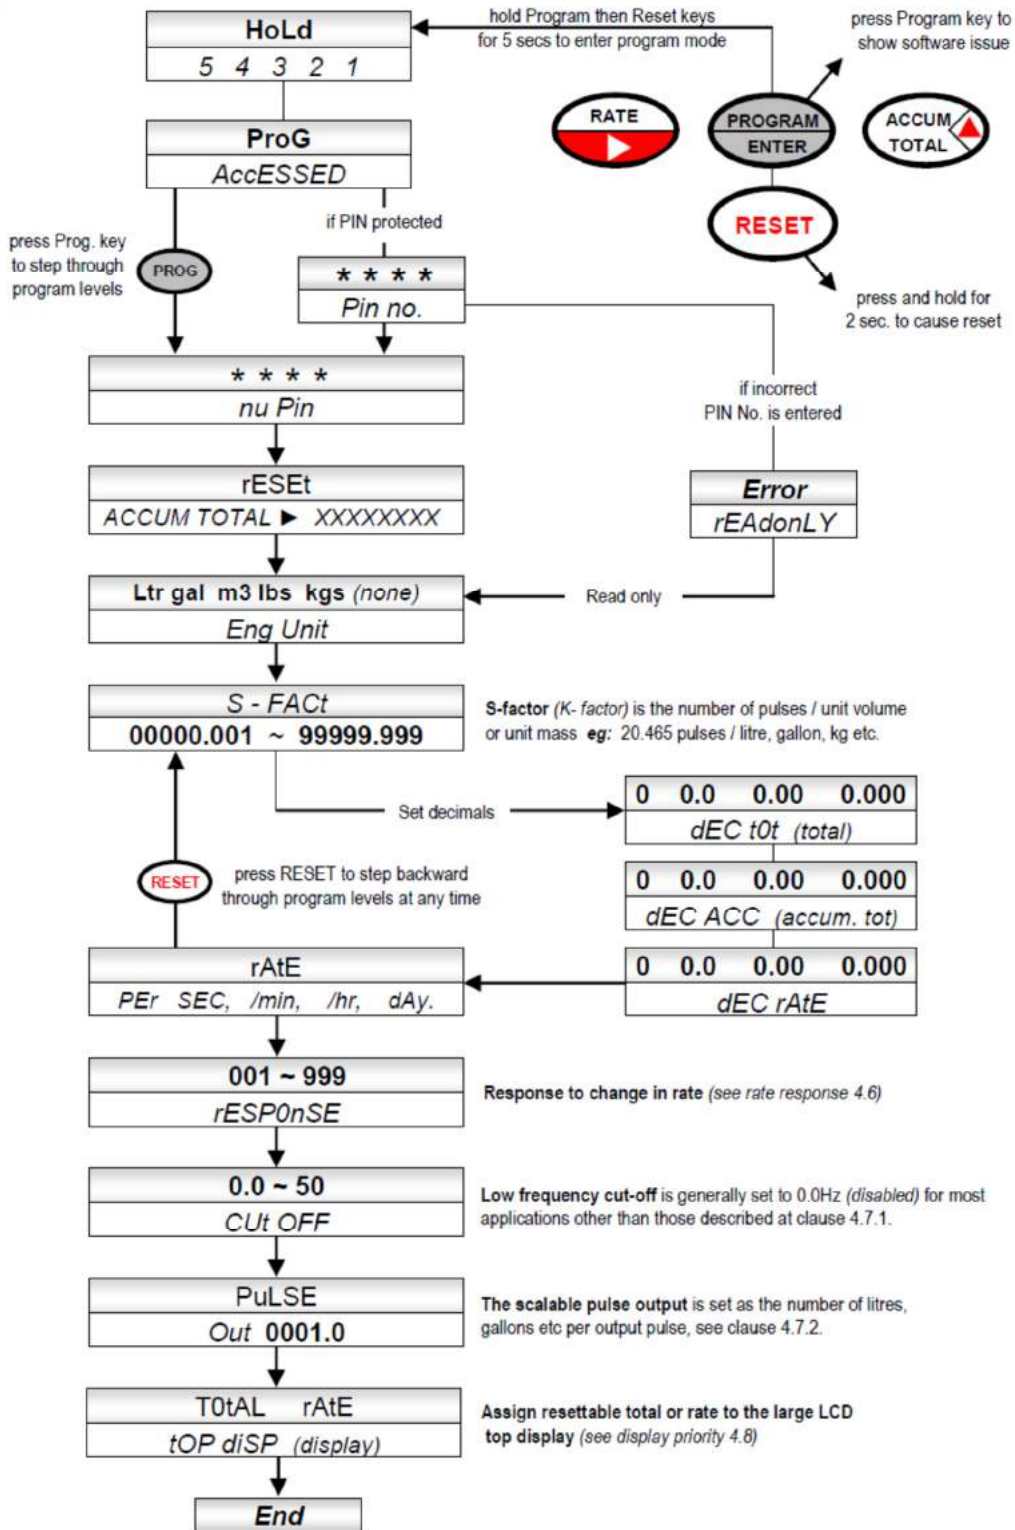 HoLd
5 4 3 2 1
hold Program then Reset keys
for 5 secs to enter program mode
press Program key to
show software issue
RATE
PROGRAM
ENTER
ACCUM
TOTAL
RESET
press and hold for
2 sec. to cause reset
ProG
AccESSED
if PIN protected
press Prog. key
to step through
program levels
PROG
* * * *
Pin no.
* * * *
nu Pin
if incorrect
PIN No. is entered
Error
rEAdonLY
Read only
rESEt
ACCUM TOTAL ► XXXXXXXX
Ltr gal m3 lbs kgs (none)
Eng Unit
S - FACt
00000.001 ~ 99999.999
S-factor (K- factor) is the number of pulses / unit volume
or unit mass eg: 20.465 pulses / litre, gallon, kg etc.
Set decimals
0 0.0 0.00 0.000
dEC t0t (total)
0 0.0 0.00 0.000
dEC ACC (accum. tot)
0 0.0 0.00 0.000
dEC rAtE
RESET
press RESET to step backward
through program levels at any time
rAtE
PEr SEC, /min, /hr, dAy.
001 ~ 999
rESP0nSE
Response to change in rate (see rate response 4.6)
0.0 ~ 50
CUt OFF
Low frequency cut-off is generally set to 0.0Hz (disabled) for most
applications other than those described at clause 4.7.1.
PuLSE
Out 0001.0
The scalable pulse output is set as the number of litres,
gallons etc per output pulse, see clause 4.7.2.
T0tAL rAtE
tOP diSP (display)
Assign resettable total or rate to the large LCD
top display (see display priority 4.8)
End